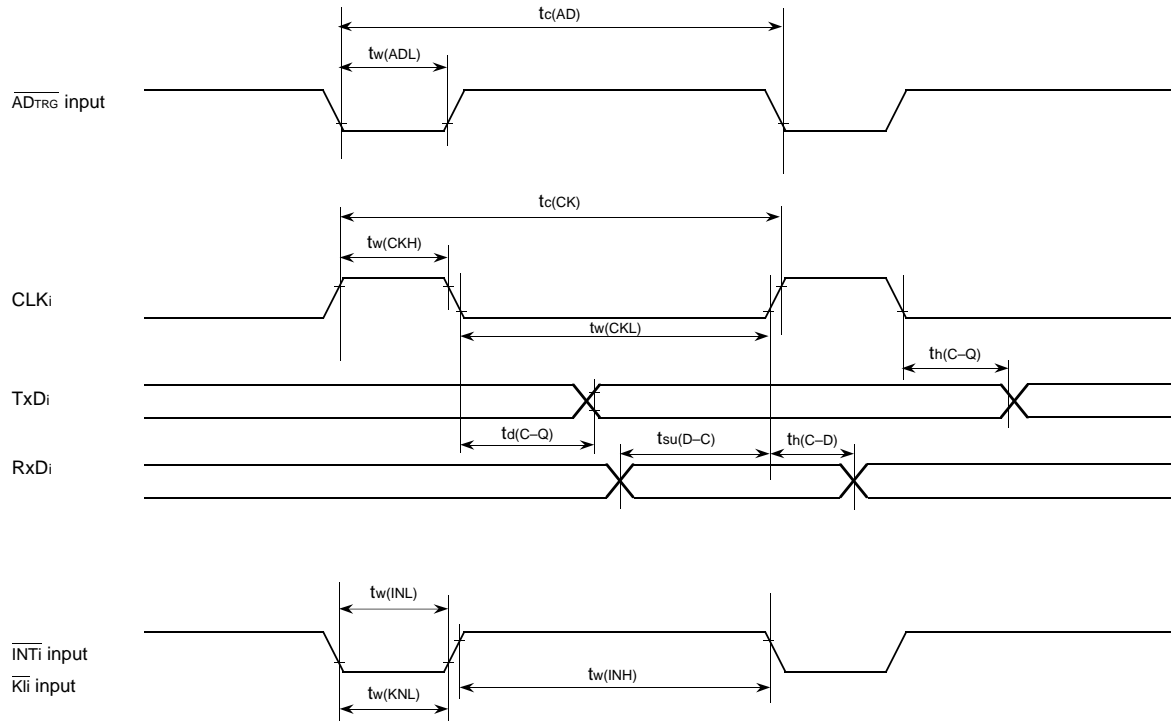 tc(AD)
tw(ADL)
ADTRG input
tc(CK)
tw(CKH)
CLKi
tw(CKL)
th(C–Q)
TxDi
td(C–Q)
tsu(D–C)
th(C–D)
RxDi
tw(INL)
INTi input
KIi input
tw(INH)
tw(KNL)